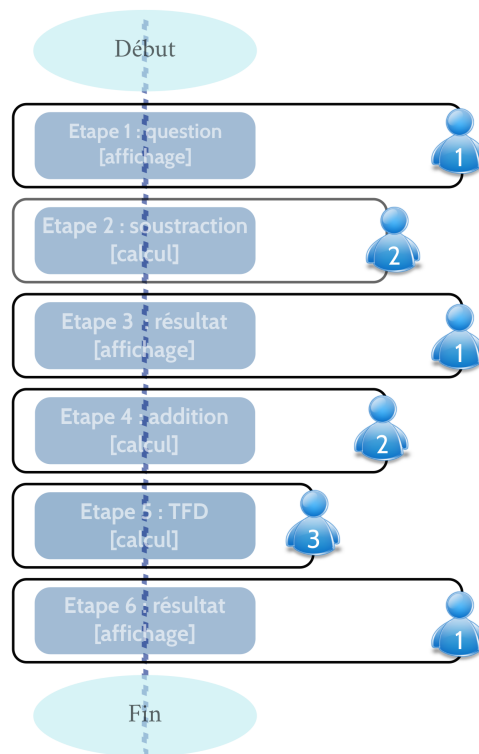 Début
Etape 1 : question
[affichage]
1
Etape 2 : soustraction
[calcul]
2
Etape 3 : résultat
[affichage]
1
Etape 4 : addition
[calcul]
2
Etape 5 : TFD
[calcul]
3
Etape 6 : résultat
[affichage]
1
Fin